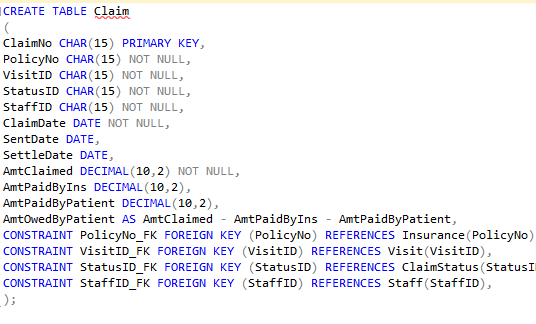 CREATE TABLE Claim
(
ClaimNo CHAR(15) PRIMARY KEY,
PolicyNo CHAR(15) NOT NULL,
VisitID CHAR(15) NOT NULL,
StatusID CHAR(15) NOT NULL,
StaffID CHAR(15) NOT NULL,
ClaimDate DATE NOT NULL,
SentDate DATE,
SettleDate DATE,
AmtClaimed DECIMAL(10,2) NOT NULL,
AmtPaidByIns DECIMAL(10,2),
AmtPaidByPatient DECIMAL(10,2),
AmtOwedByPatient AS AmtClaimed - AmtPaidByIns - AmtPaidByPatient,
CONSTRAINT PolicyNo_FK FOREIGN KEY (PolicyNo) REFERENCES Insurance(PolicyNo)
CONSTRAINT VisitID_FK FOREIGN KEY (VisitID) REFERENCES Visit(VisitID),
CONSTRAINT StatusID_FK FOREIGN KEY (StatusID) REFERENCES ClaimStatus(StatusI
CONSTRAINT StaffID_FK FOREIGN KEY (StaffID) REFERENCES Staff(StaffID),
);